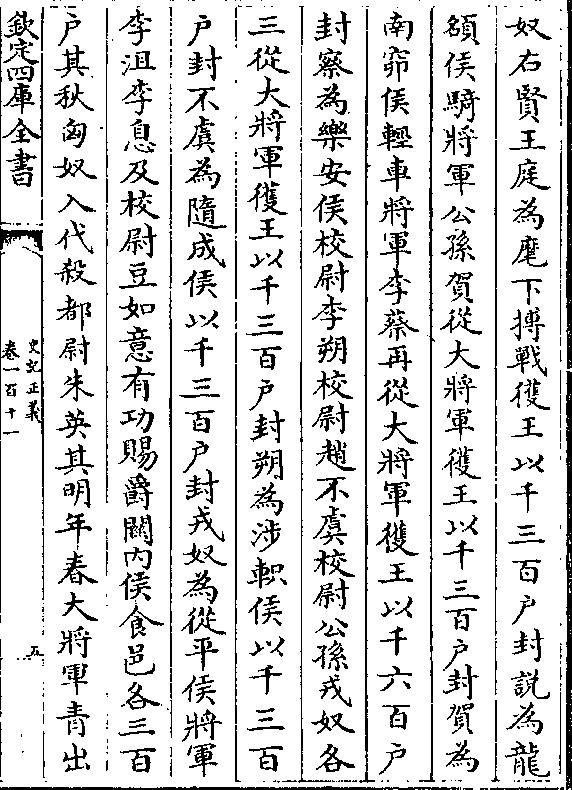 奴右賢王庭為麾下搏戰獲王以千三百户封説為龍
頟侯騎將軍公孫賀從大將軍獲王以千三百户封賀為
南窌侯輕車將軍李蔡再從大將軍獲王以千六百户
封蔡為樂安侯校尉李朔校尉趙不虞校尉公孫戎奴各
三從大將軍獲王以千三百户封朔為涉軹侯以千三百
户封不虞為隨成侯以千三百户封戎奴為從平侯將軍
李沮李息及校尉豆如意有功賜爵關内侯食邑各三百
户其秋匈奴入代殺都尉朱英其明年春大將軍青出
欽定四庫全書
史記正義
卷一百十一
五